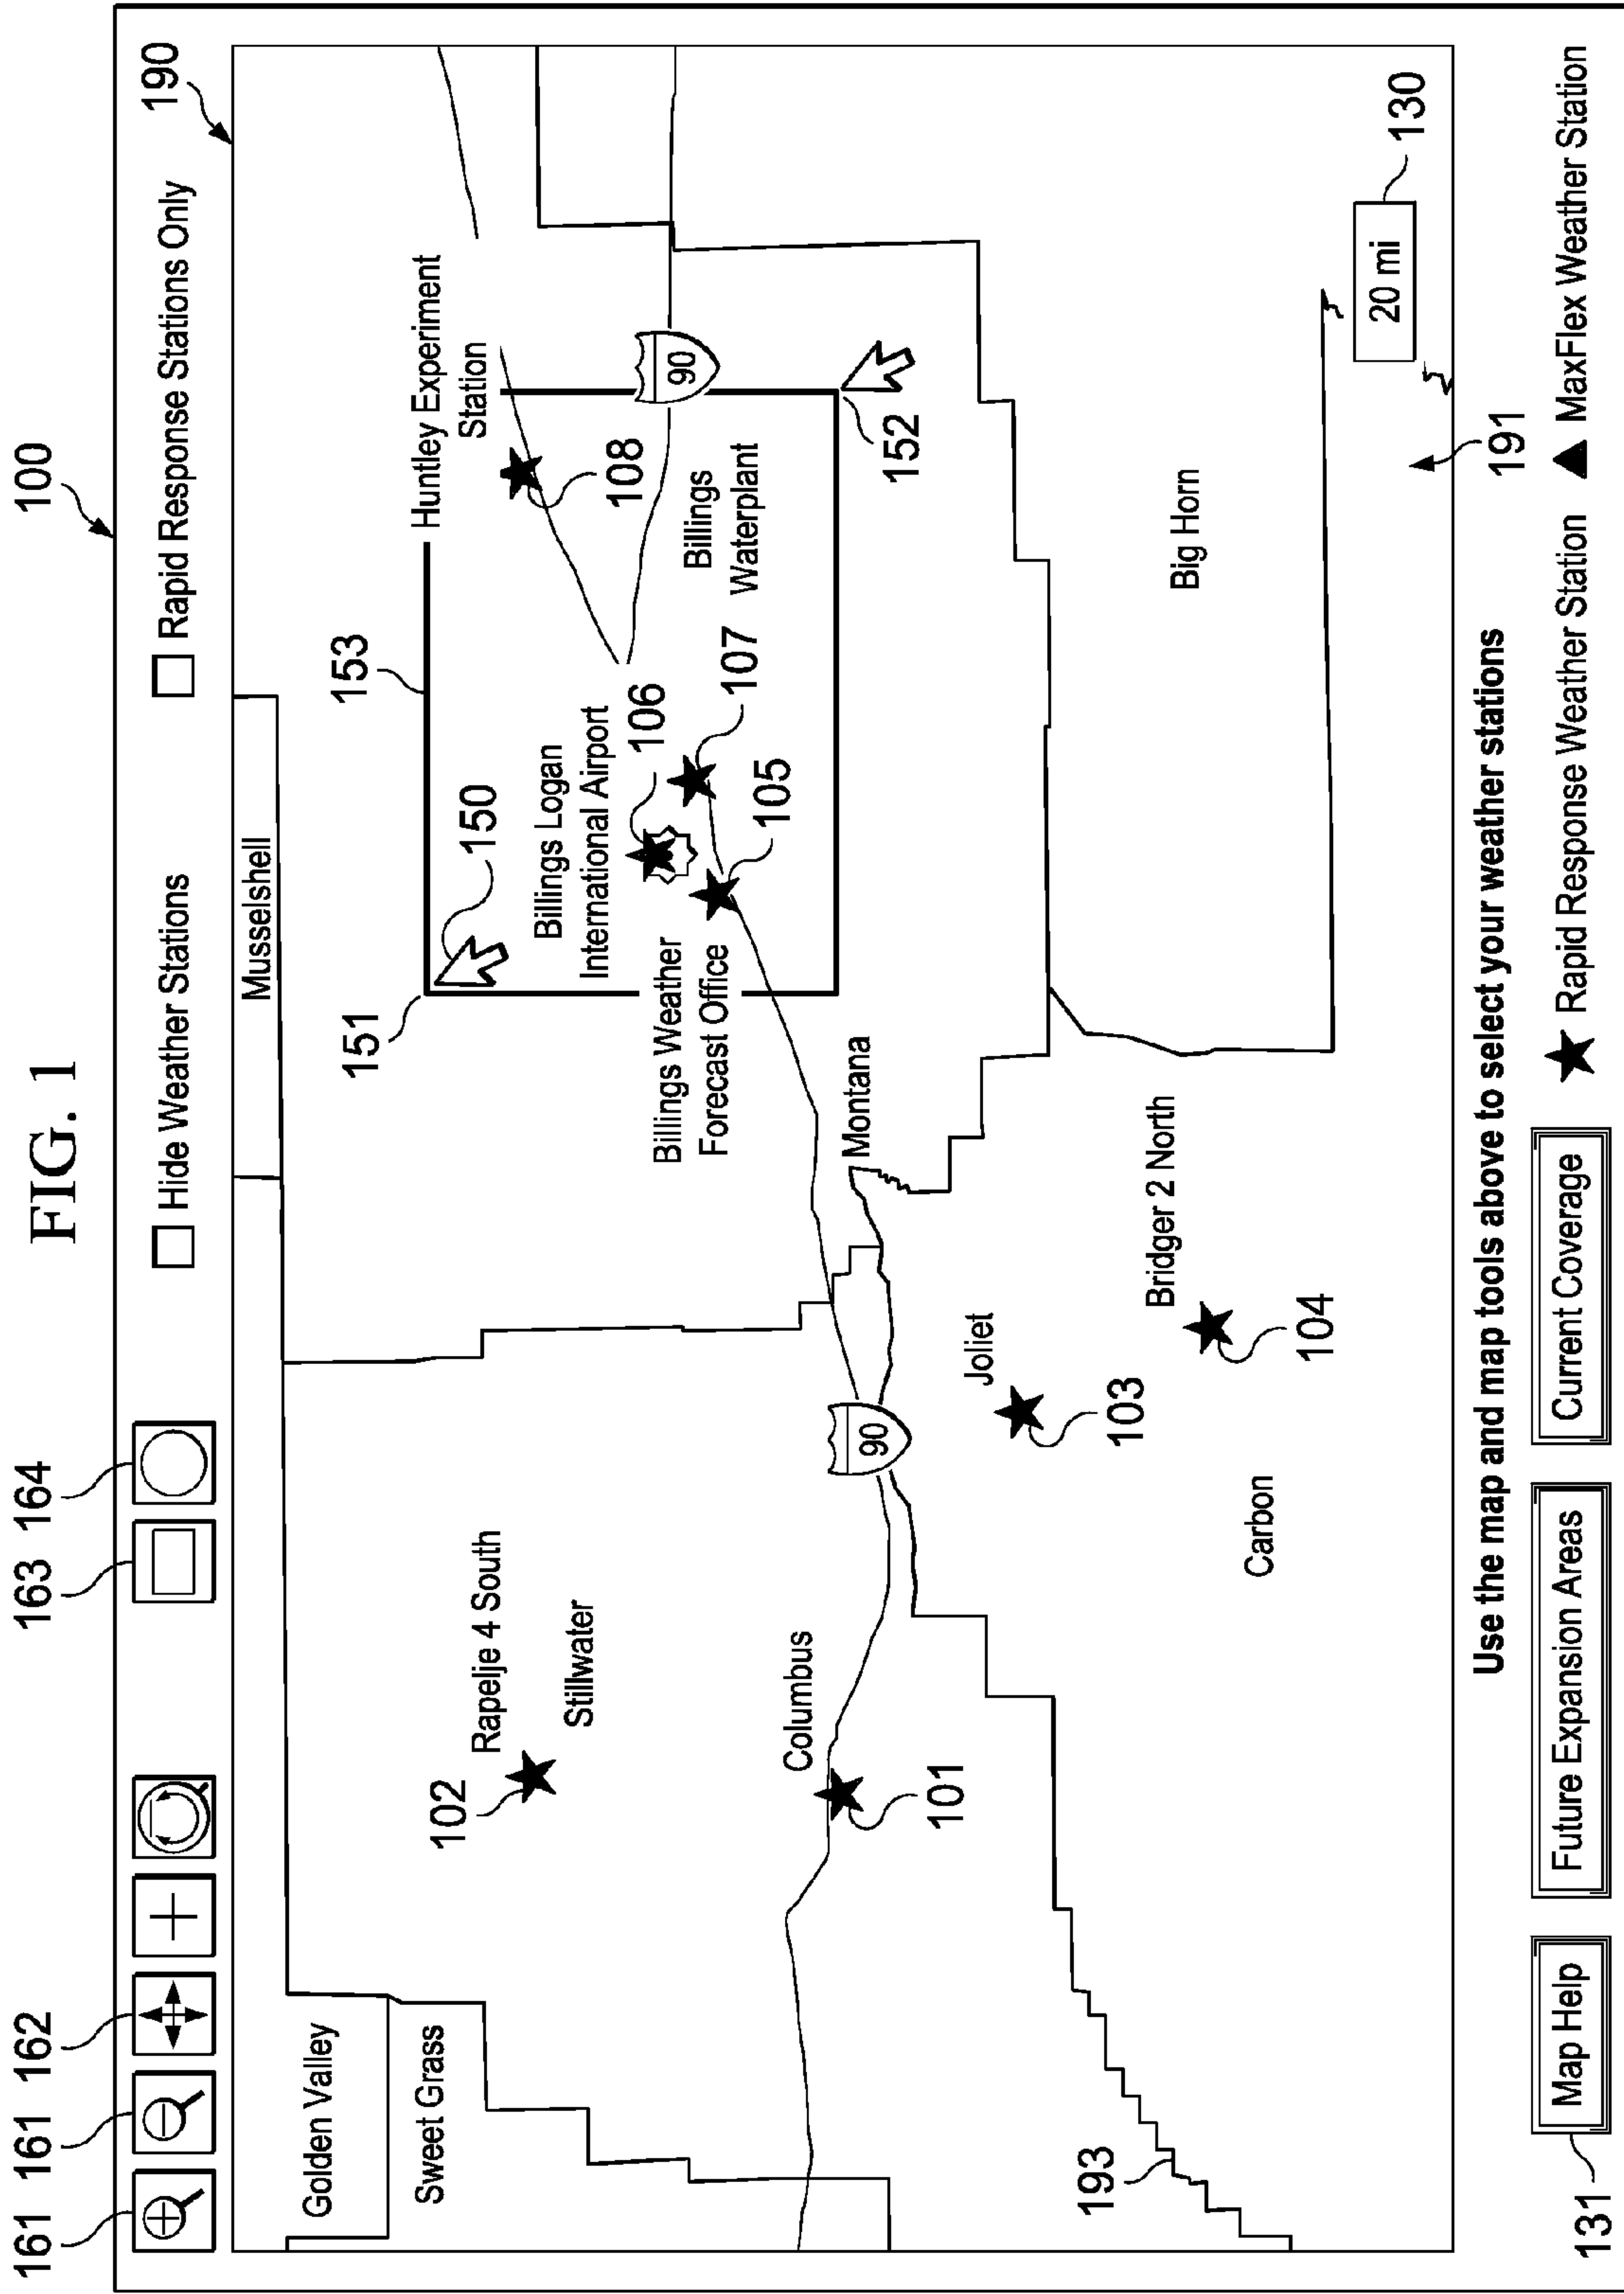 FIG. 1
100
161
161
162
163
164
Hide Weather Stations
Rapid Response Stations Only
190
Golden Valley
Sweet Grass
Musselshell
151
150
153
Huntley Experiment
Station
102
Rapelje 4 South
Stillwater
Billings Logan
International Airport
106
108
Billings Weather
Forecast Office
107
105
Billings
Waterplant
90
152
Columbus
101
90
Montana
Joliet
103
Bridger 2 North
104
Carbon
Big Horn
193
20 mi
130
191
Use the map and map tools above to select your weather stations
131
Map Help
Future Expansion Areas
Current Coverage
Rapid Response Weather Station
MaxFlex Weather Station